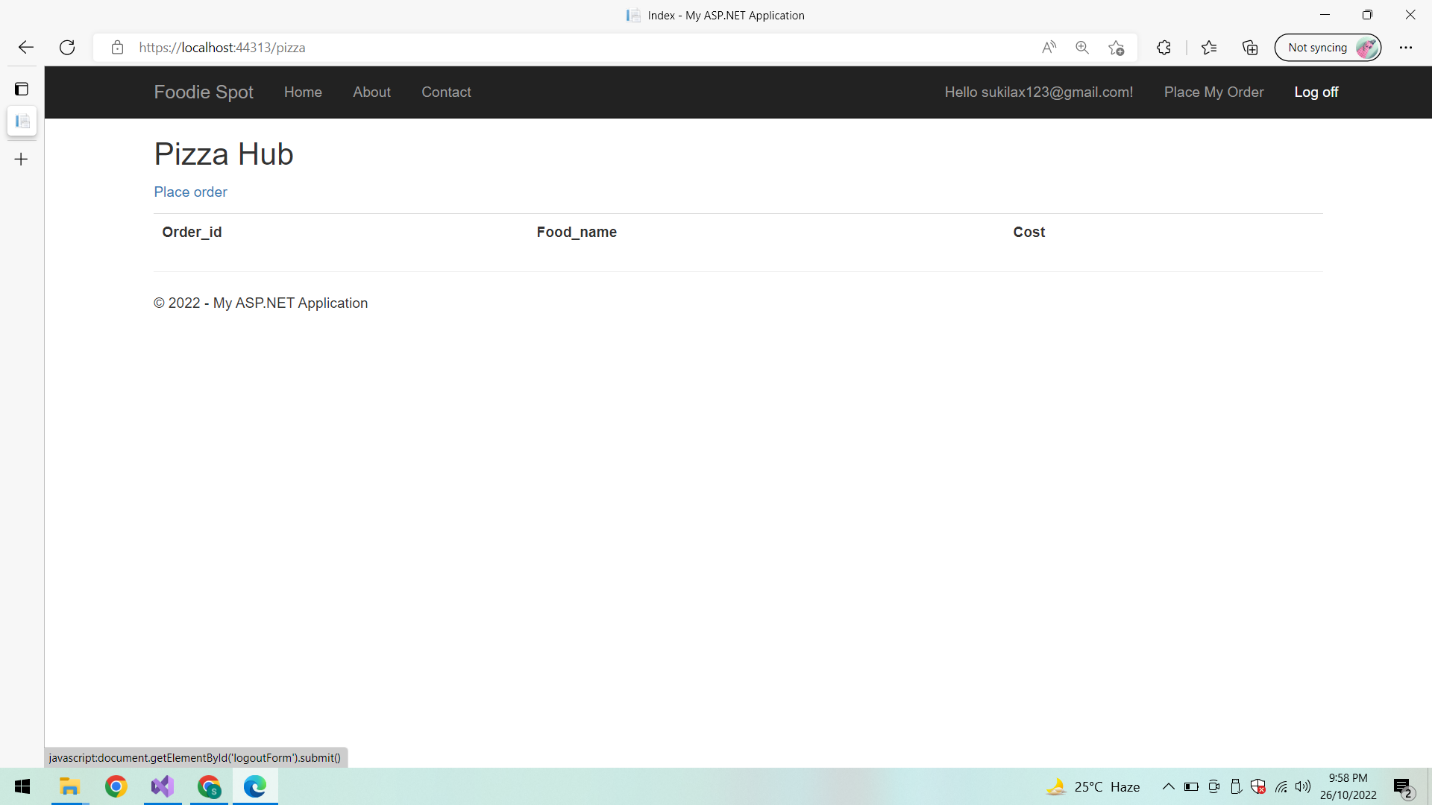 Index - My ASP.NET Application
https://localhost:44313/pizza
Not syncing
Foodie Spot Home About Contact Hello sukilax123@gmail.com! Place My Order Log off
Pizza Hub
Place order
Order_id Food_name Cost
© 2022 - My ASP.NET Application
javascript:document.getElementById('logoutForm').submit()
25°C Haze
9:58 PM
26/10/2022
2
S